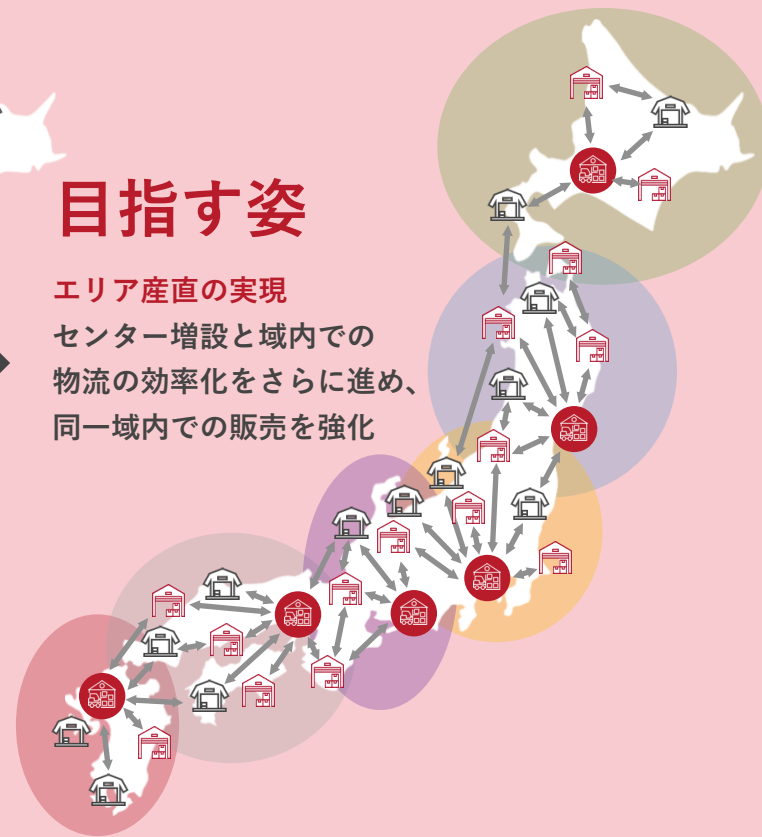 目指す姿
エリア産直の実現
センター増設と域内での
物流の効率化をさらに進め、
同一域内での販売を強化